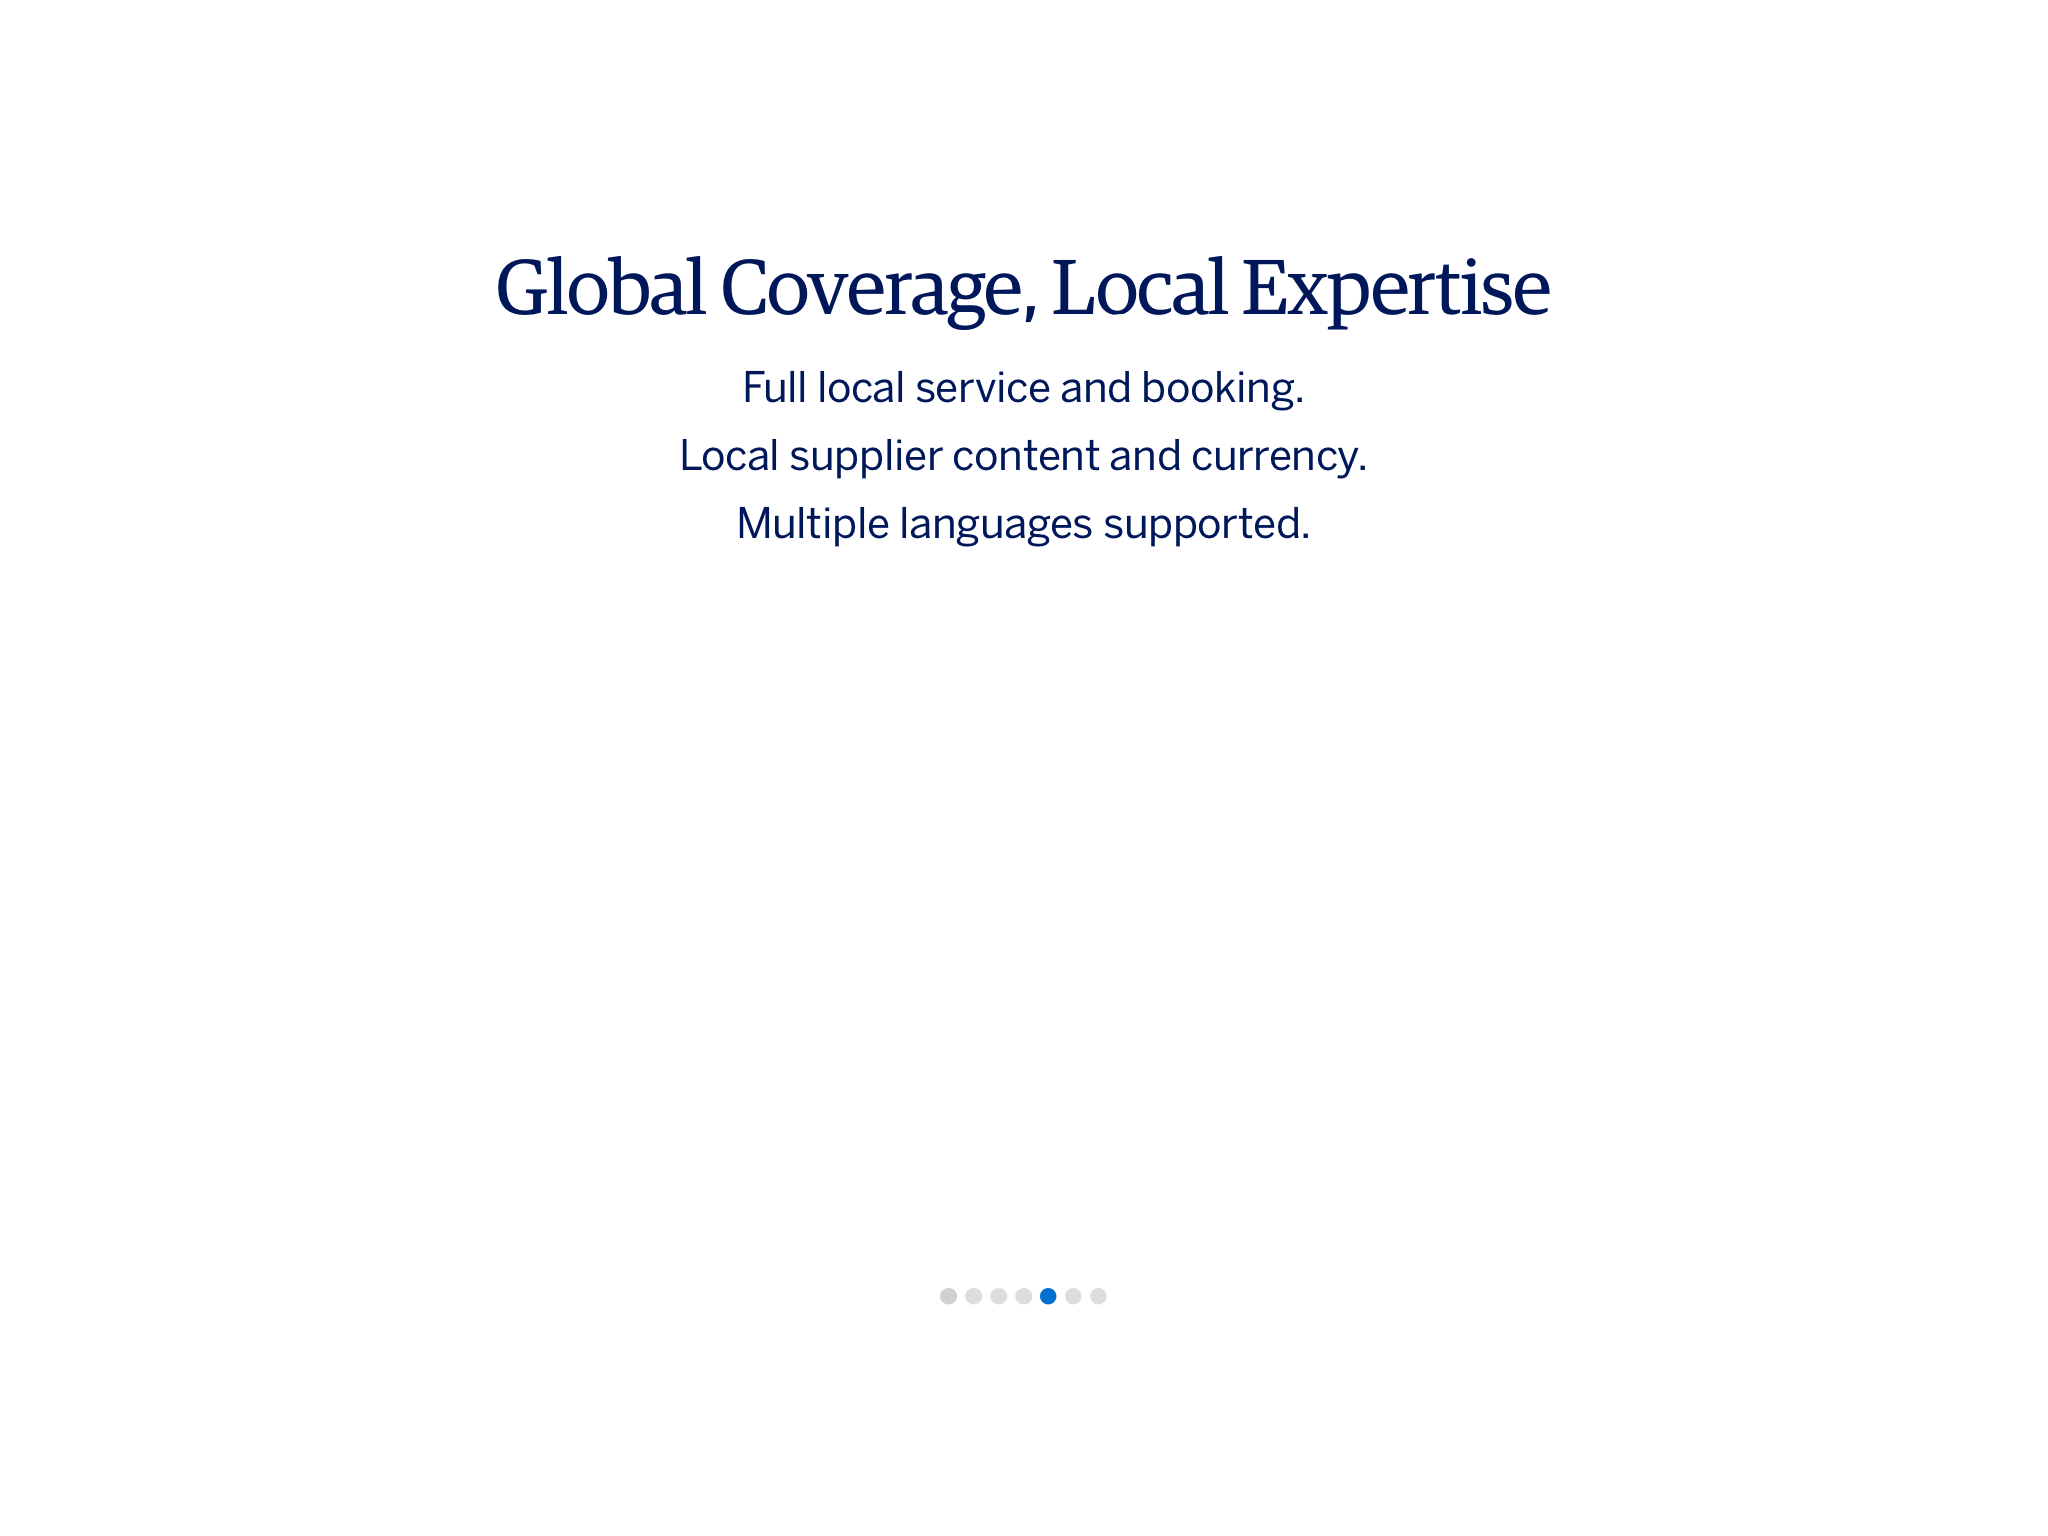 Global Coverage, Local Expertise
Full local service and booking.
Local supplier content and currency.
Multiple languages supported.